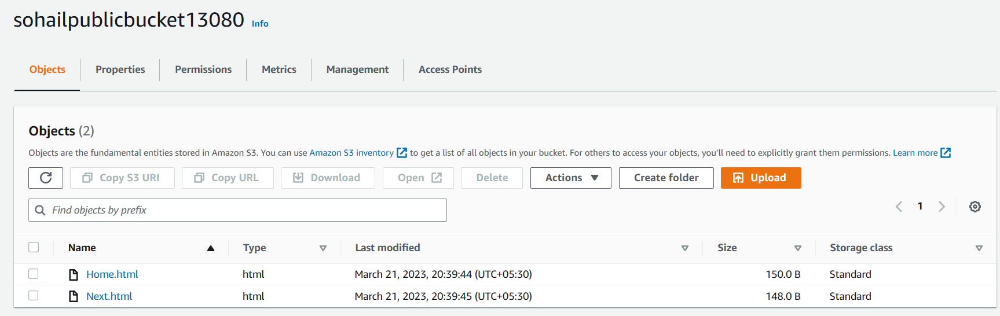 sohailpublicbucket13080 Info
Objects Properties Permissions Metrics Management Access Points
Objects (2)
Objects are the fundamental entities stored in Amazon S3. You can use Amazon S3 inventory to get a list of all objects in your bucket. For others to access your objects, you'll need to explicitly grant them permissions. Learn more
Copy S3 URI Copy URL Download Open Delete Actions Create folder Upload
Find objects by prefix 1
Name Type Last modified Size Storage class
Home.html html March 21, 2023, 20:39:44 (UTC+05:30) 150.0 B Standard
Next.html html March 21, 2023, 20:39:45 (UTC+05:30) 148.0 B Standard